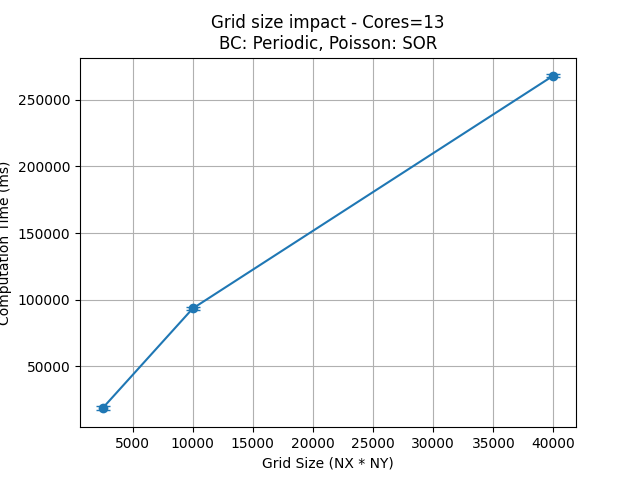 Grid size impact - Cores=13
BC: Periodic, Poisson: SOR
250000
200000
150000
100000
50000
Computation Time (ms)
5000 10000 15000 20000 25000 30000 35000 40000
Grid Size (NX * NY)